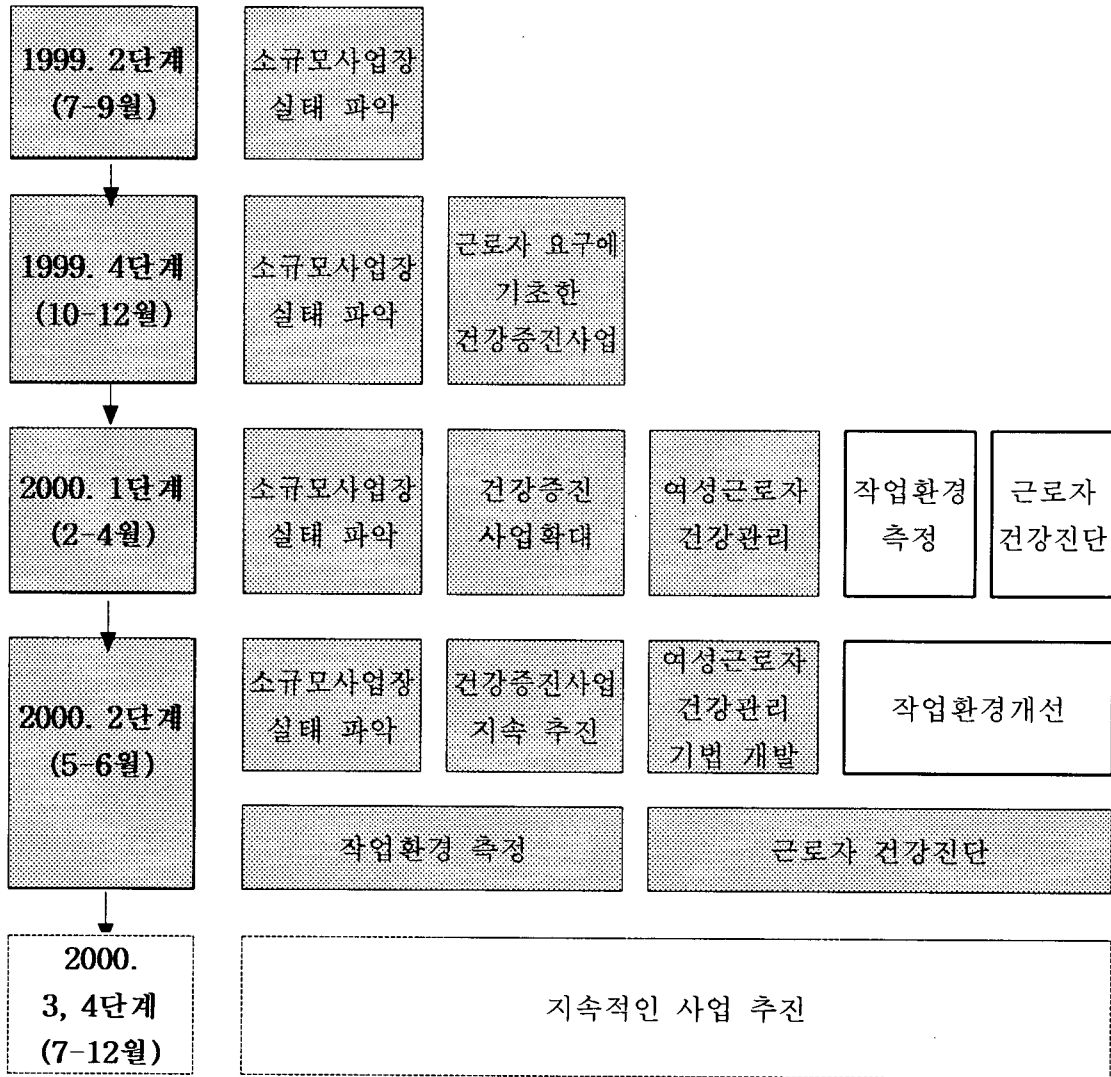 1999. 2단계
(7-9월)
소규모사업장
실태 파악
1999. 4단계
(10-12월)
소규모사업장
실태 파악
근로자 요구에
기초한
건강증진사업
2000. 1단계
(2-4월)
소규모사업장
실태 파악
건강증진
사업확대
여성근로자
건강관리
작업환경
측정
근로자
건강진단
2000. 2단계
(5-6월)
소규모사업장
실태 파악
건강증진사업
지속 추진
여성근로자
건강관리
기법 개발
작업환경개선
작업환경 측정
근로자 건강진단
2000.
3, 4단계
(7-12월)
지속적인 사업 추진